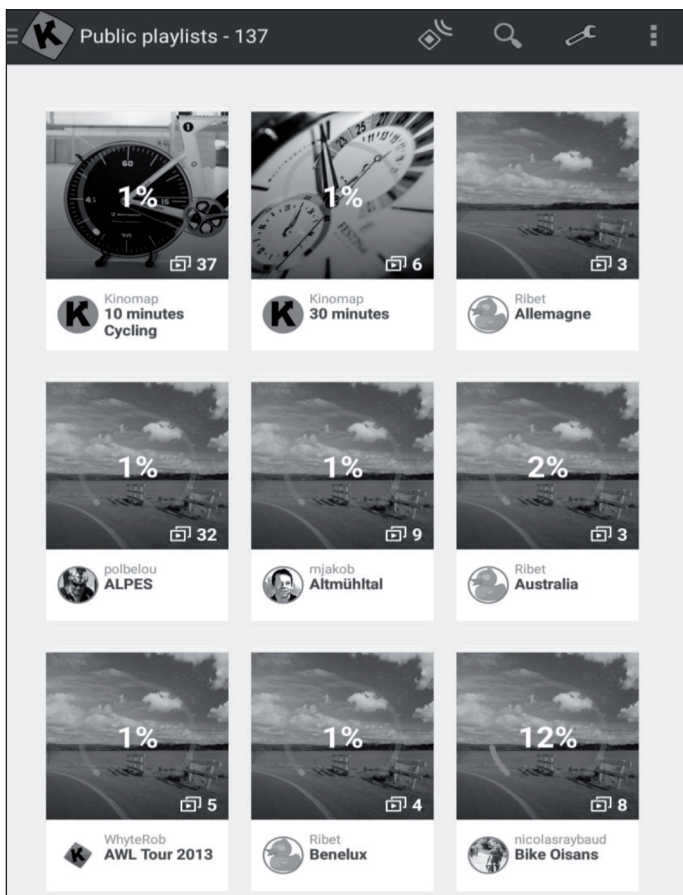 K Public playlists - 137
1%
37
Kinomap
10 minutes
Cycling
1%
6
Kinomap
30 minutes
3
Ribet
Allemagne
1%
32
polbelou
ALPES
1%
9
mjakob
Altmühltal
2%
3
Ribet
Australia
1%
5
WhyteRob
AWL Tour 2013
1%
4
Ribet
Benelux
12%
8
nicolasraybaud
Bike Oisans